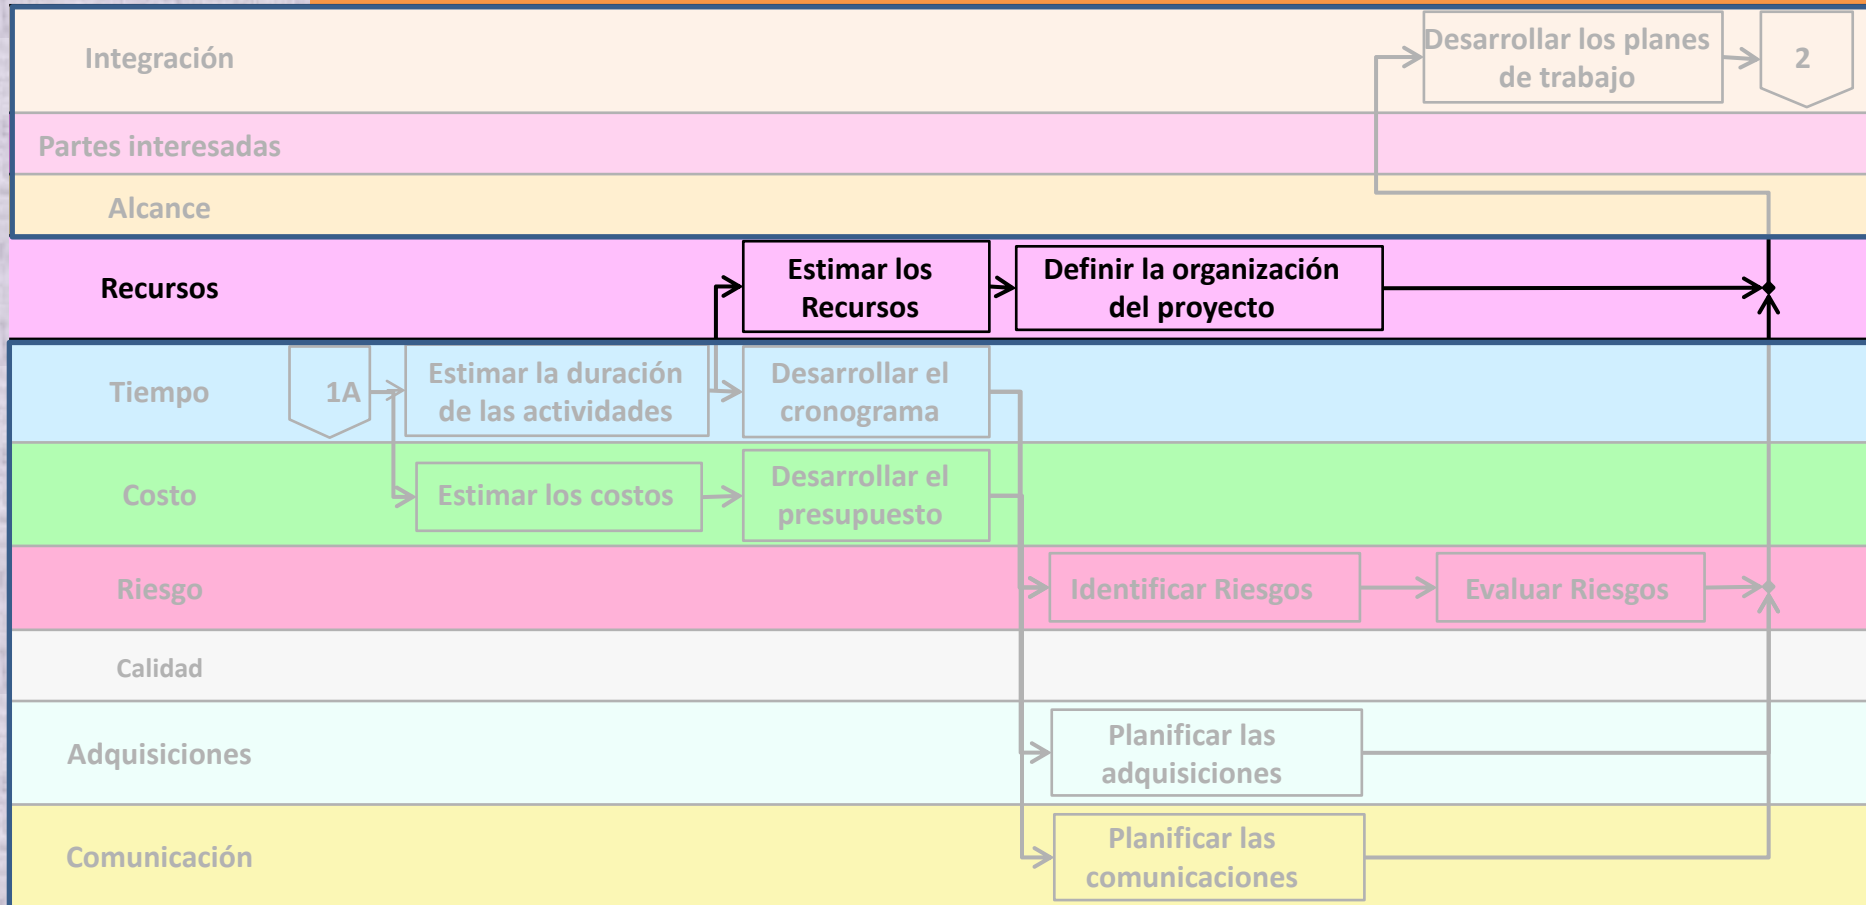 Integración
Desarrollar los planes
de trabajo
2
Partes interesadas
Alcance
Recursos
Estimar los
Recursos
Definir la organización
del proyecto
Tiempo
1A
Estimar la duración
de las actividades
Desarrollar el
cronograma
Costo
Estimar los costos
Desarrollar el
presupuesto
Riesgo
Identificar Riesgos
Evaluar Riesgos
Calidad
Adquisiciones
Planificar las
adquisiciones
Comunicación
Planificar las
comunicaciones